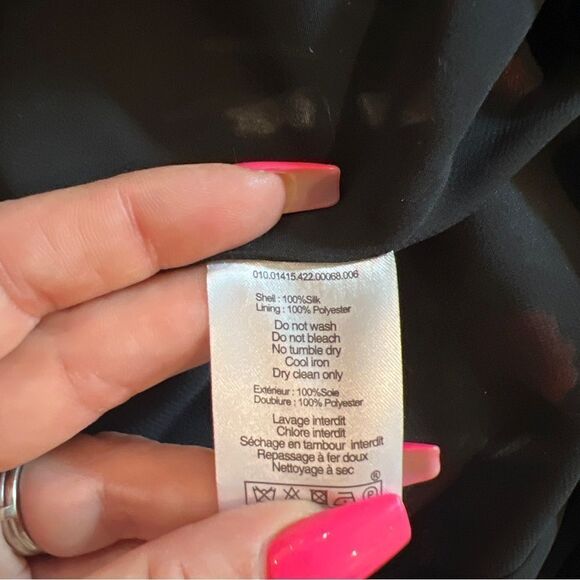 010.01415.422.00068.006
Shell : 100%Silk
Lining : 100% Polyester
Do not wash
Do not bleach
No tumble dry
Cool iron
Dry clean only
Extérieur : 100%Soie
Doublure : 100% Polyester
Lavage interdit
Chlore interdit
Séchage en tambour interdit
Repassage à fer doux
Nettoyage à sec
®
P